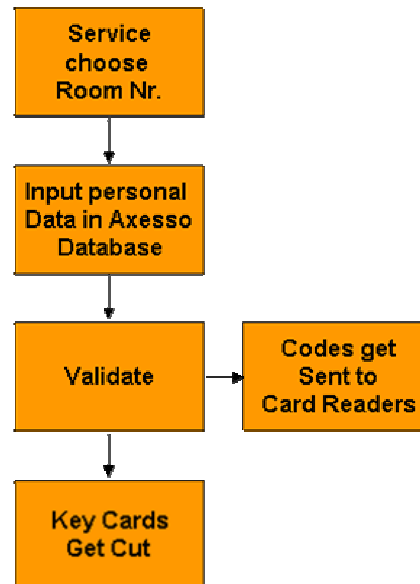 Service
choose
Room Nr.
Input personal
Data in Axesso
Database
Validate
Codes get
Sent to
Card Readers
Key Cards
Get Cut